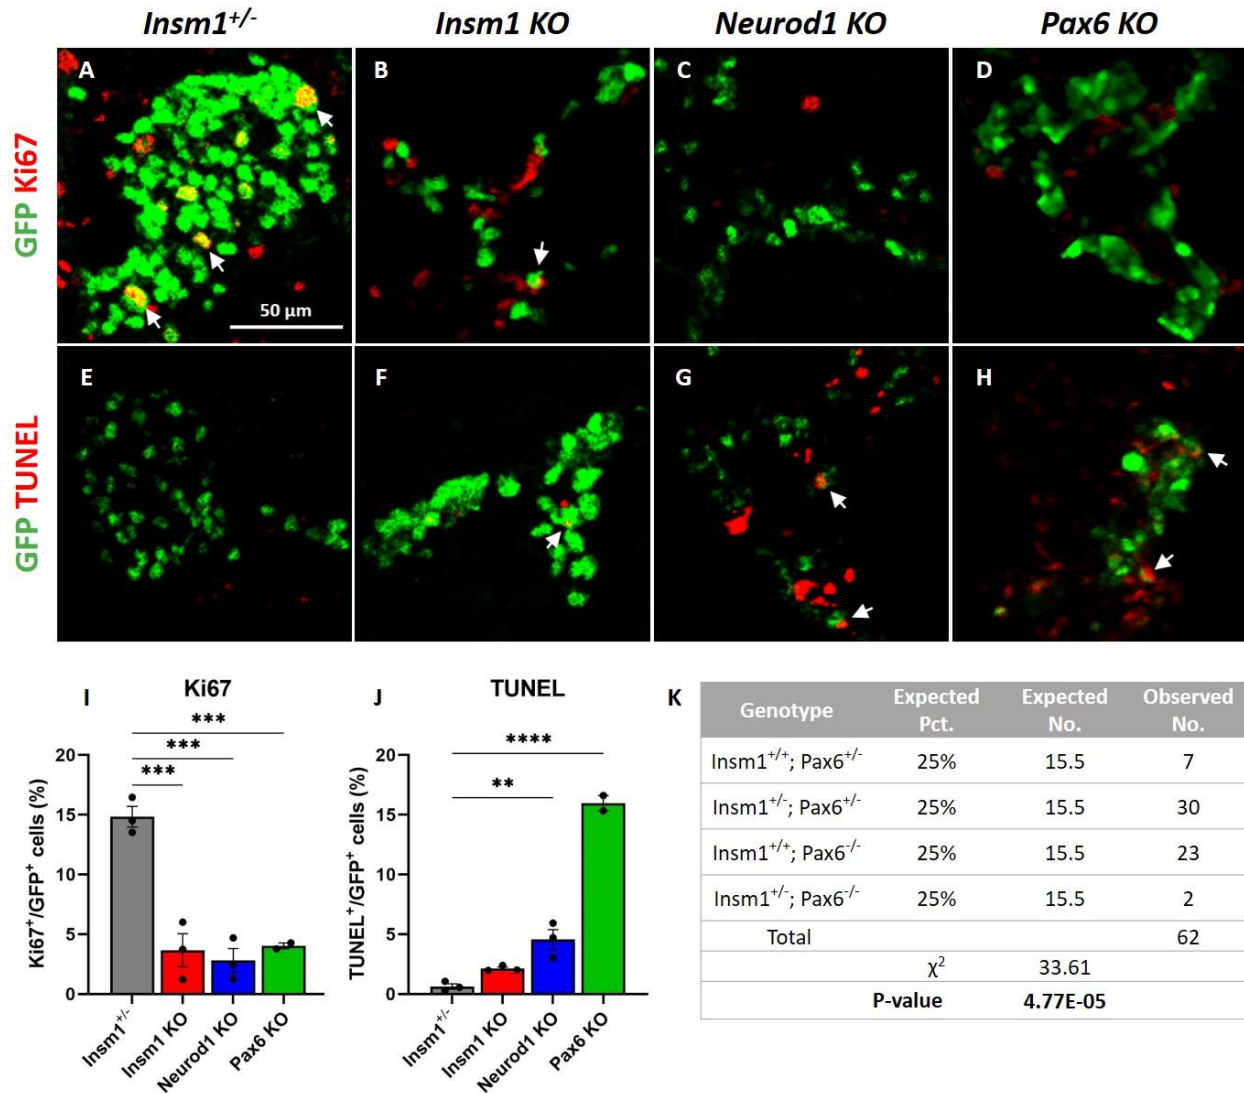 Insm1+/- Insm1 KO Neurod1 KO Pax6 KO
GFP Ki67
A B C D
50 µm
GFP TUNEL
E F G H
I Ki67
***
***
***
Ki67+/GFP+ cells (%)
20
15
10
5
0
Insm1+/-
Insm1 KO
Neurod1 KO
Pax6 KO
J TUNEL
****
**
TUNEL+/GFP+ cells (%)
20
15
10
5
0
Insm1+/-
Insm1 KO
Neurod1 KO
Pax6 KO
K
Genotype Expected Pct. Expected No. Observed No.
Insm1+/+; Pax6+/- 25% 15.5 7
Insm1+/-; Pax6+/- 25% 15.5 30
Insm1+/+; Pax6-/- 25% 15.5 23
Insm1+/-; Pax6-/- 25% 15.5 2
Total 62
χ2 33.61
P-value 4.77E-05